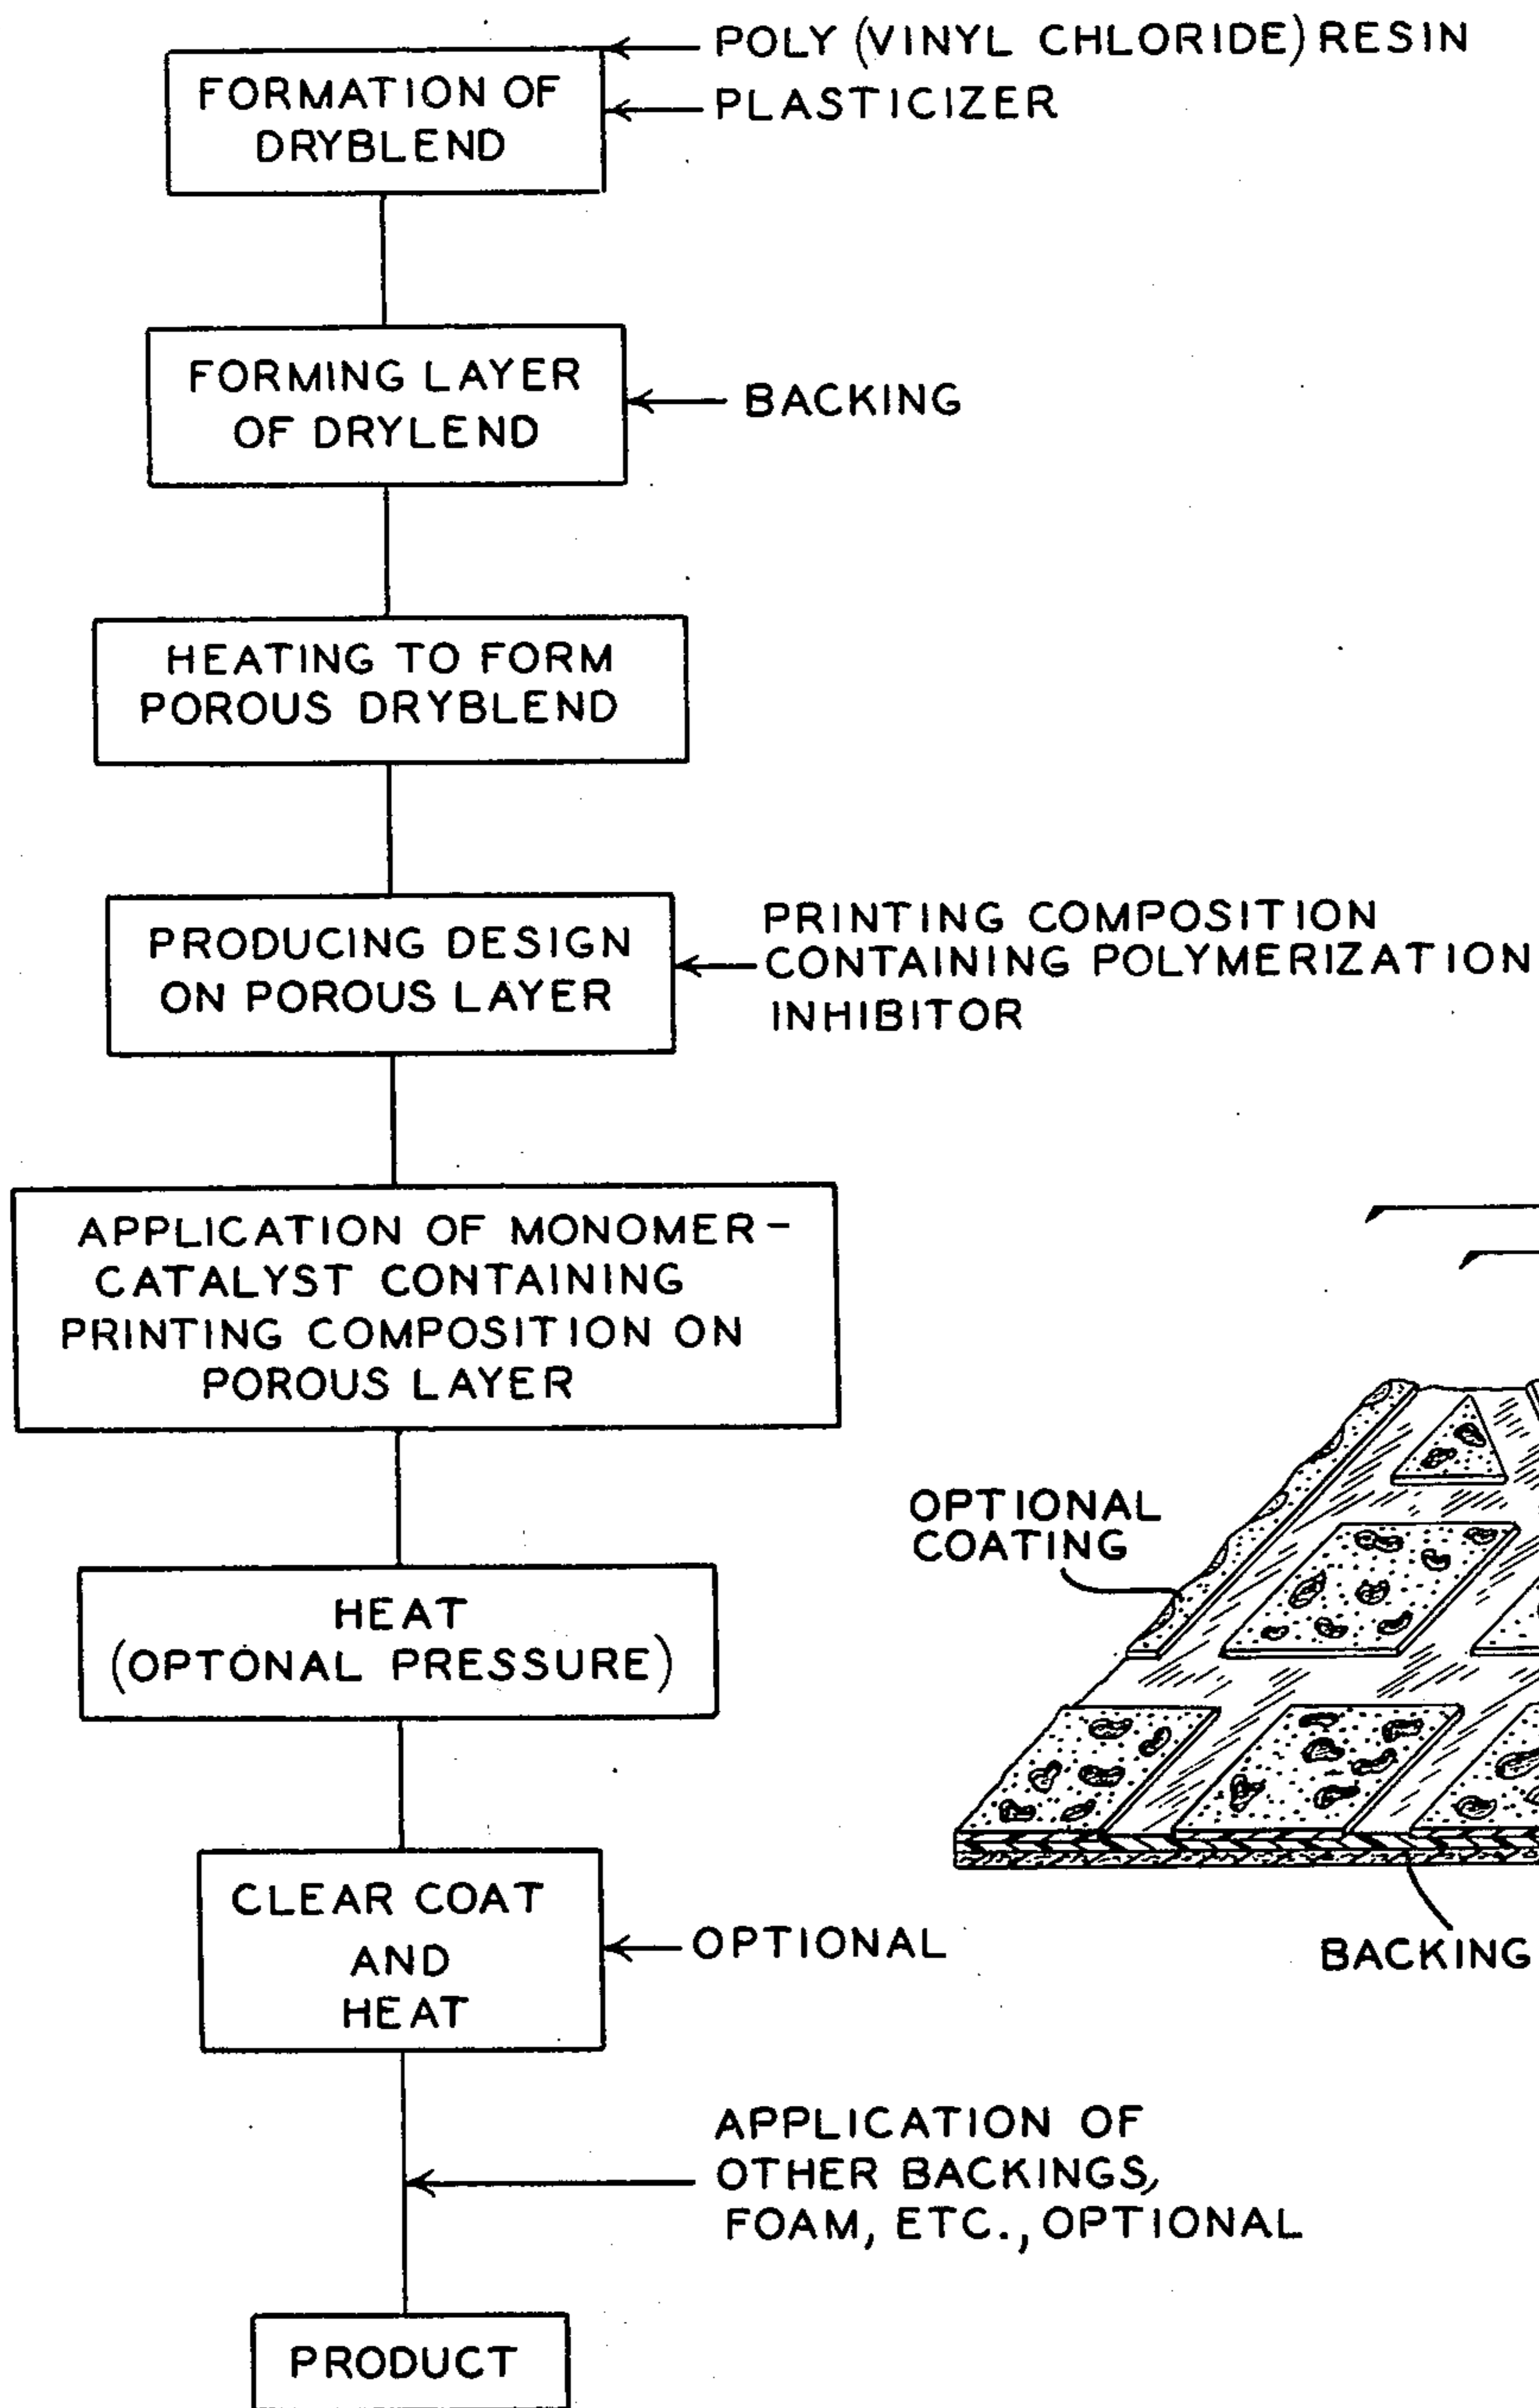 POLY (VINYL CHLORIDE) RESIN
FORMATION OF
DRYBLEND
PLASTICIZER
FORMING LAYER
OF DRYLEND
BACKING
HEATING TO FORM
POROUS DRYBLEND
PRODUCING DESIGN
ON POROUS LAYER
PRINTING COMPOSITION
CONTAINING POLYMERIZATION
INHIBITOR
APPLICATION OF MONOMER-
CATALYST CONTAINING
PRINTING COMPOSITION ON
POROUS LAYER
OPTIONAL
COATING
HEAT
(OPTONAL PRESSURE)
BACKING
CLEAR COAT
AND
HEAT
OPTIONAL
APPLICATION OF
OTHER BACKINGS,
FOAM, ETC., OPTIONAL
PRODUCT